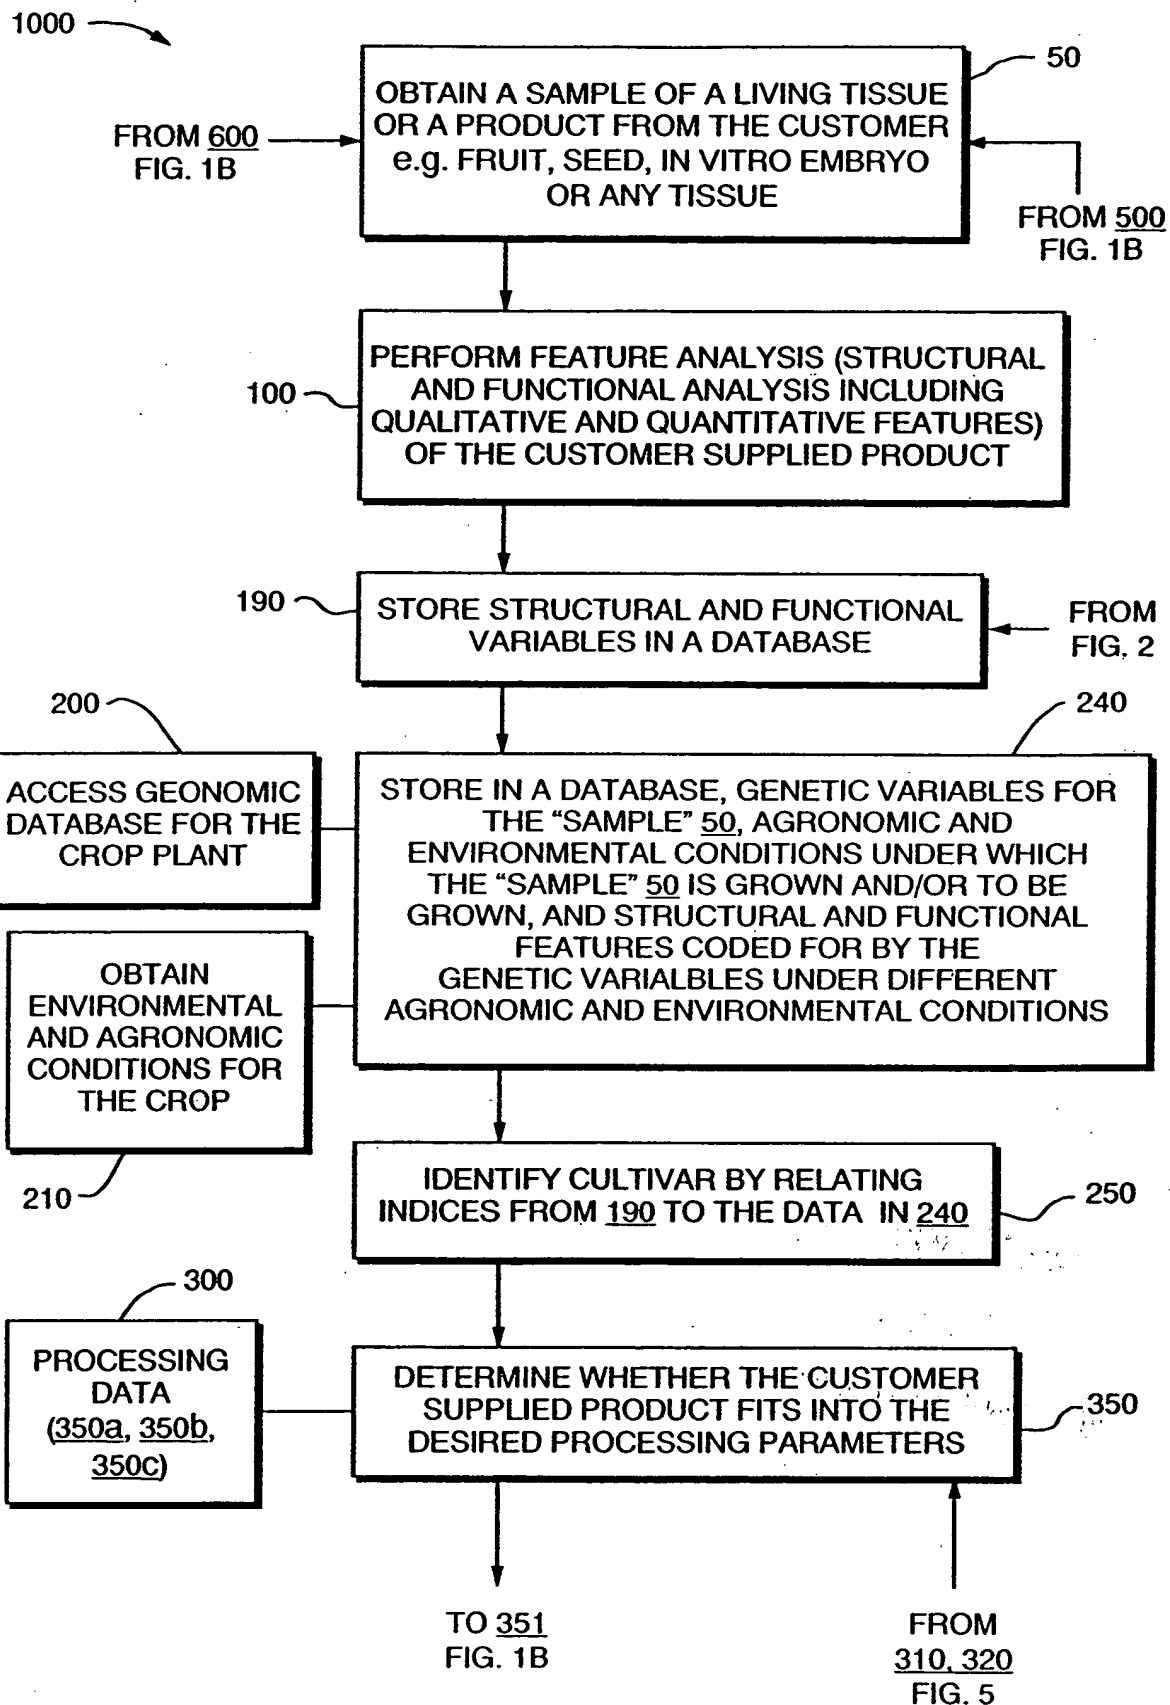 1000
50
OBTAIN A SAMPLE OF A LIVING TISSUE
OR A PRODUCT FROM THE CUSTOMER
e.g. FRUIT, SEED, IN VITRO EMBRYO
OR ANY TISSUE
FROM 600
FIG. 1B
FROM 500
FIG. 1B
100
PERFORM FEATURE ANALYSIS (STRUCTURAL
AND FUNCTIONAL ANALYSIS INCLUDING
QUALITATIVE AND QUANTITATIVE FEATURES)
OF THE CUSTOMER SUPPLIED PRODUCT
190
STORE STRUCTURAL AND FUNCTIONAL
VARIABLES IN A DATABASE
FROM
FIG. 2
200
ACCESS GEONOMIC
DATABASE FOR THE
CROP PLANT
240
STORE IN A DATABASE, GENETIC VARIABLES FOR
THE “SAMPLE” 50, AGRONOMIC AND
ENVIRONMENTAL CONDITIONS UNDER WHICH
THE “SAMPLE” 50 IS GROWN AND/OR TO BE
GROWN, AND STRUCTURAL AND FUNCTIONAL
FEATURES CODED FOR BY THE
GENETIC VARIALBLES UNDER DIFFERENT
AGRONOMIC AND ENVIRONMENTAL CONDITIONS
OBTAIN
ENVIRONMENTAL
AND AGRONOMIC
CONDITIONS FOR
THE CROP
210
IDENTIFY CULTIVAR BY RELATING
INDICES FROM 190 TO THE DATA IN 240
250
300
PROCESSING
DATA
(350a, 350b,
350c)
DETERMINE WHETHER THE CUSTOMER
SUPPLIED PRODUCT FITS INTO THE
DESIRED PROCESSING PARAMETERS
350
TO 351
FIG. 1B
FROM
310, 320
FIG. 5